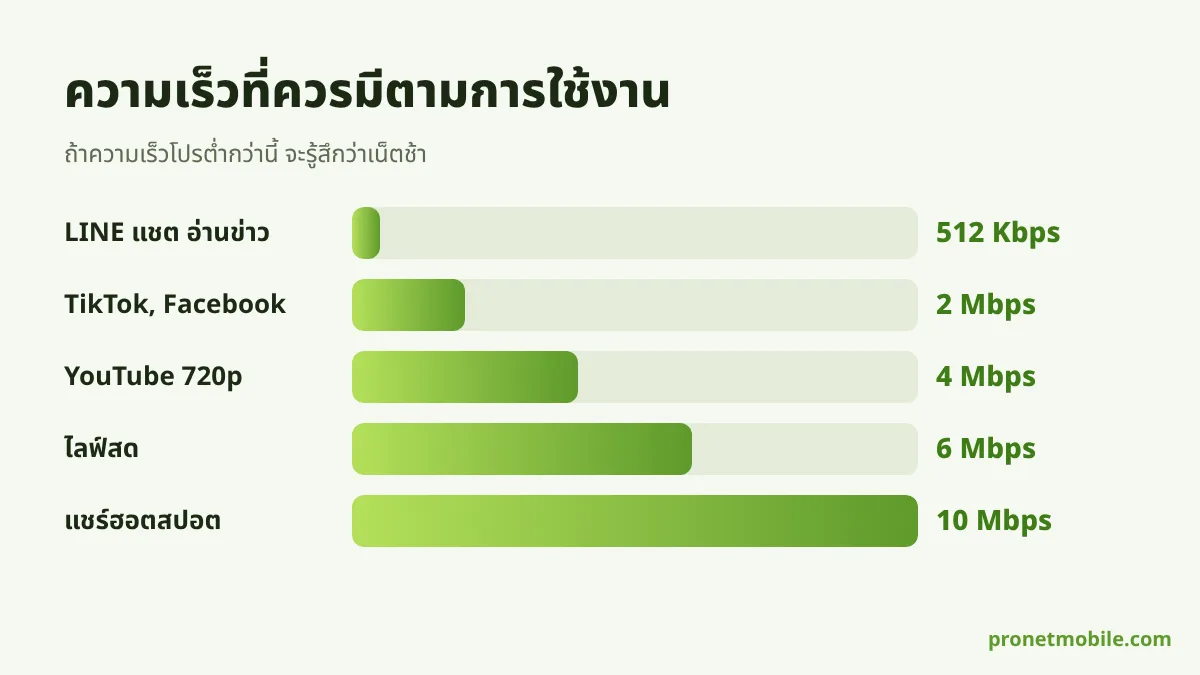 ความเร็วที่ควรมีตามการใช้งาน
ถ้าความเร็วโปรต่ำกว่านี้ จะรู้สึกว่าเน็ตช้า
LINE แชต อ่านข่าว 512 Kbps
TikTok, Facebook 2 Mbps
YouTube 720p 4 Mbps
ไลฟ์สด 6 Mbps
แชร์ฮอตสปอต 10 Mbps
pronetmobile.com